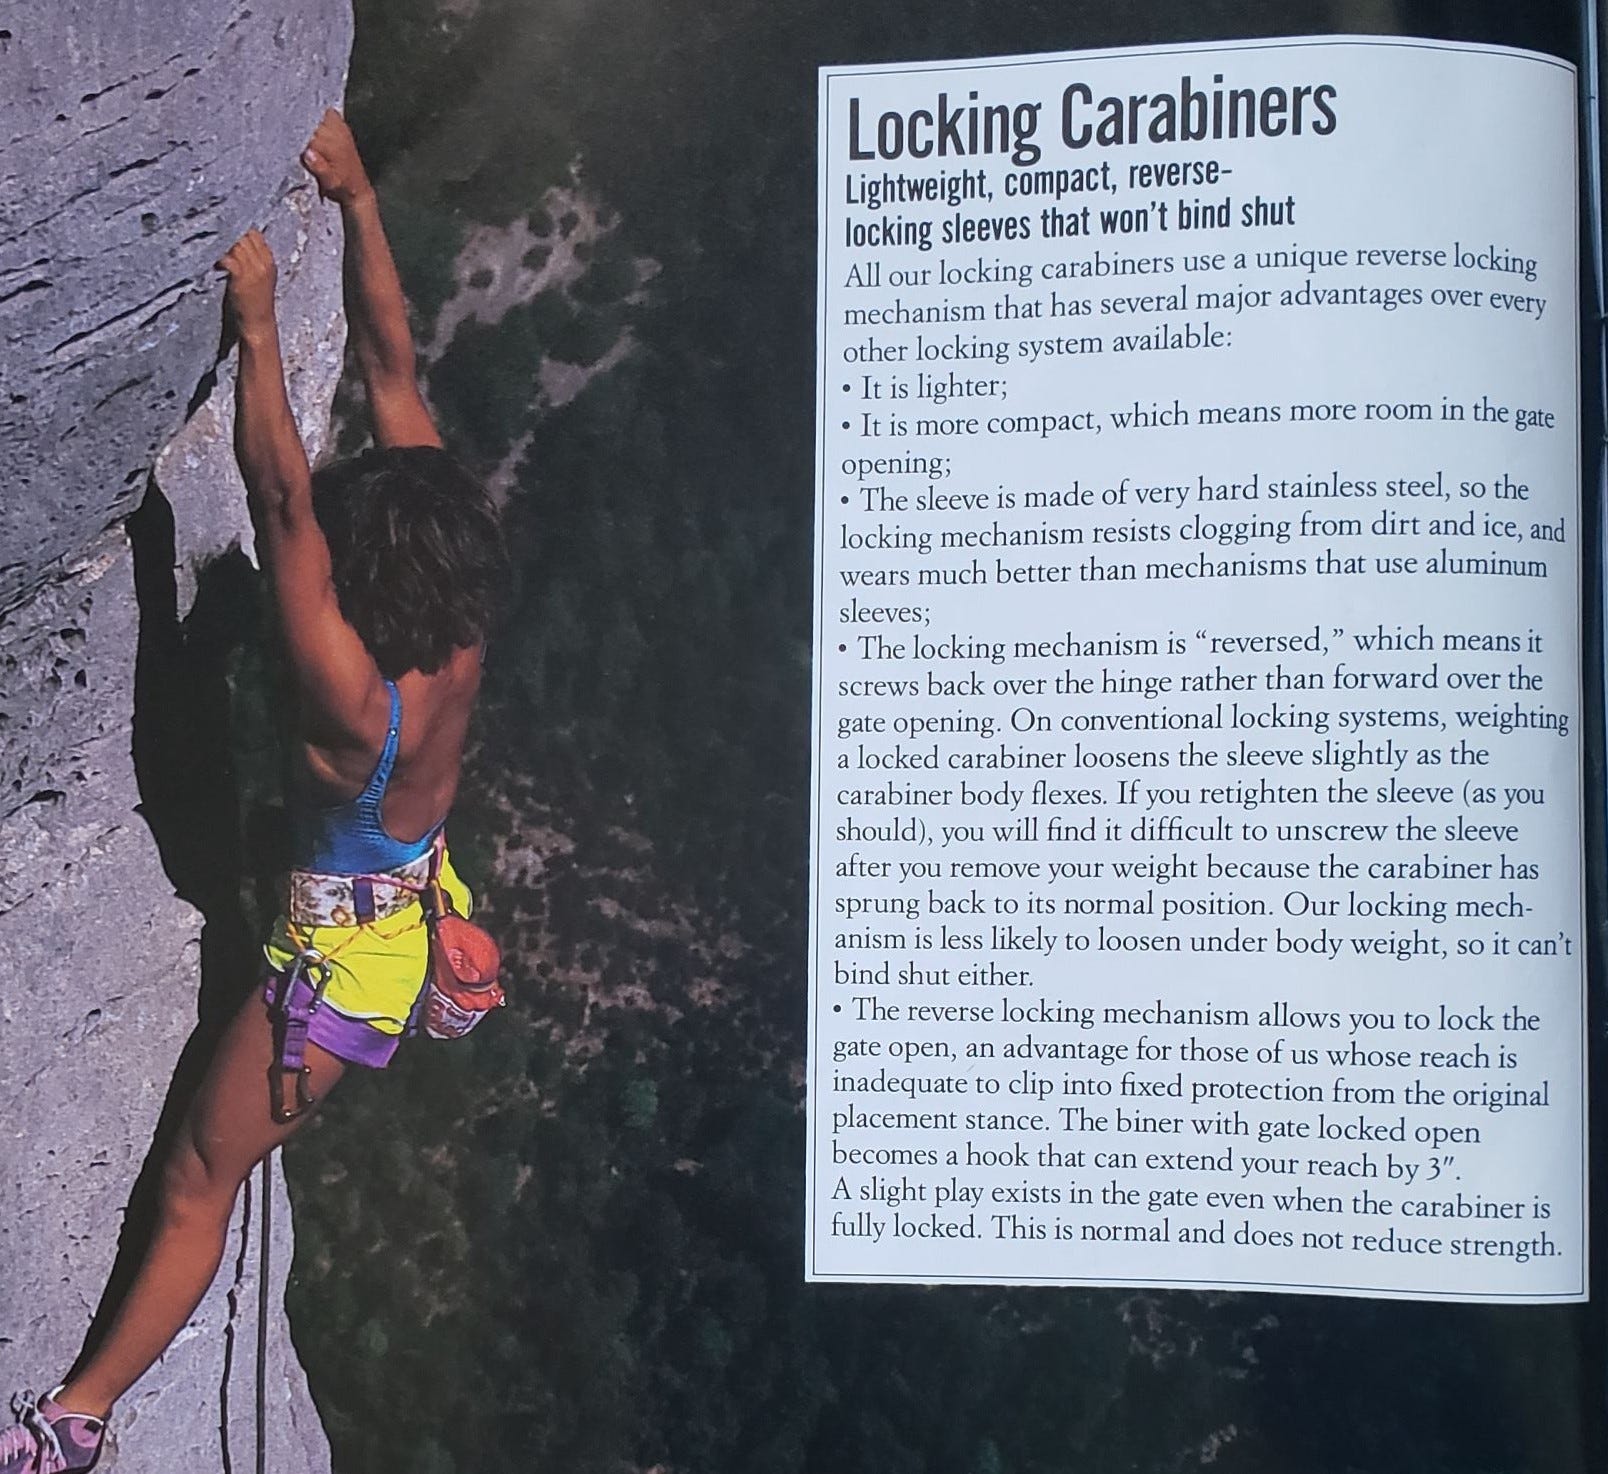 Locking Carabiners
Lightweight, compact, reverse-
locking sleeves that won't bind shut
All our locking carabiners use a unique reverse locking
mechanism that has several major advantages over every
other locking system available:
• It is lighter;
• It is more compact, which means more room in the gate
opening;
• The sleeve is made of very hard stainless steel, so the
locking mechanism resists clogging from dirt and ice, and
wears much better than mechanisms that use aluminum
sleeves;
• The locking mechanism is “reversed,” which means it
screws back over the hinge rather than forward over the
gate opening. On conventional locking systems, weighting
a locked carabiner loosens the sleeve slightly as the
carabiner body flexes. If you retighten the sleeve (as you
should), you will find it difficult to unscrew the sleeve
after you remove your weight because the carabiner has
sprung back to its normal position. Our locking mech-
anism is less likely to loosen under body weight, so it can't
bind shut either.
• The reverse locking mechanism allows you to lock the
gate open, an advantage for those of us whose reach is
inadequate to clip into fixed protection from the original
placement stance. The biner with gate locked open
becomes a hook that can extend your reach by 3″.
A slight play exists in the gate even when the carabiner is
fully locked. This is normal and does not reduce strength.